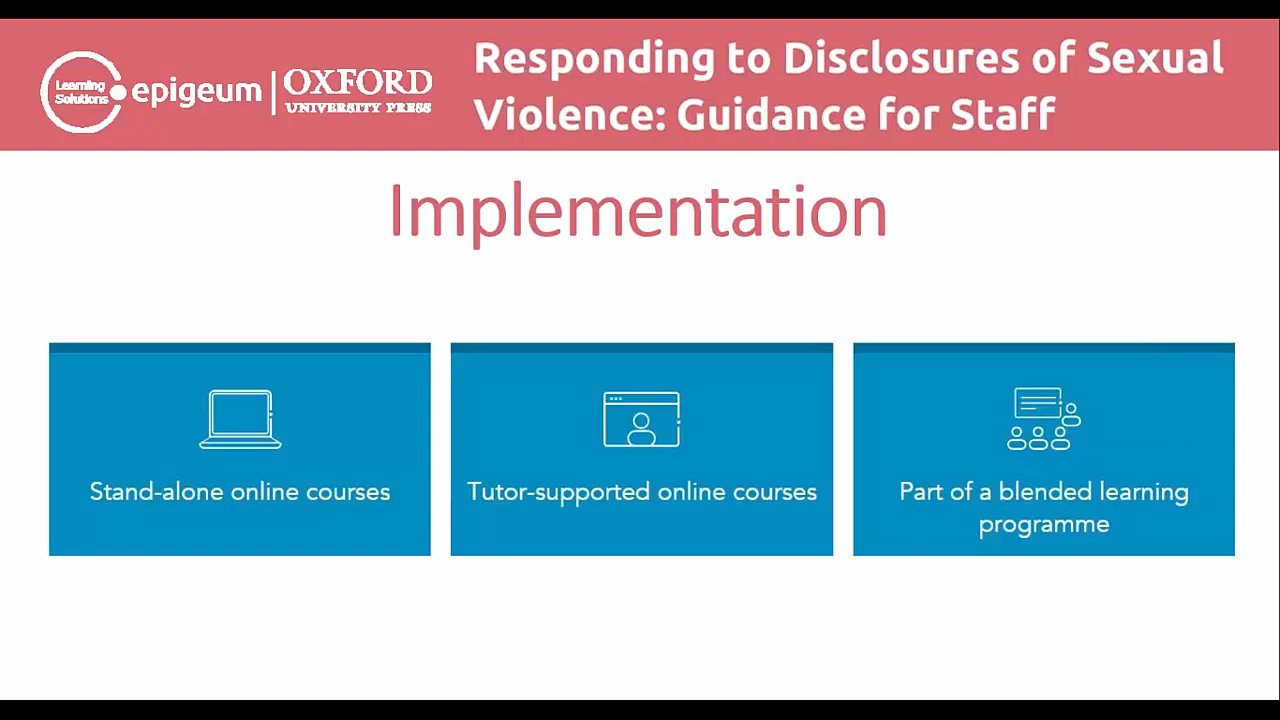 Learning
Solutions
epigeum
OXFORD
UNIVERSITY PRESS
Responding to Disclosures of Sexual
Violence: Guidance for Staff
Implementation
Stand-alone online courses
Tutor-supported online courses
Part of a blended learning
programme